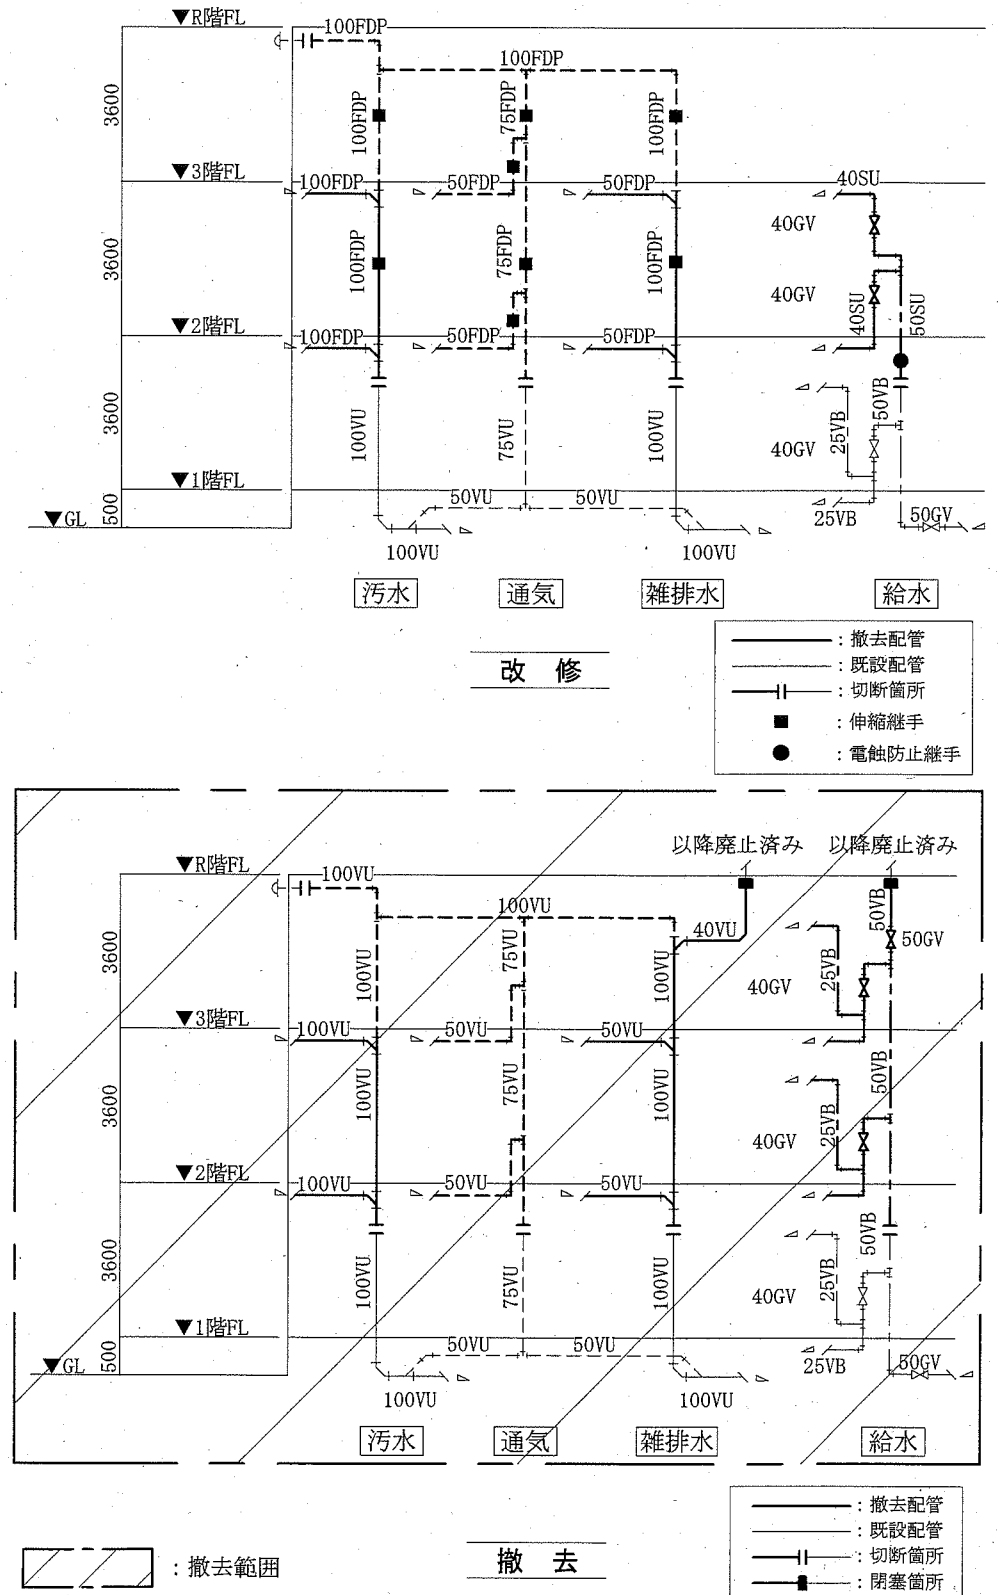 ▼R階FL
100FDP
100FDP
3600
100FDP
75FDP
100FDP
▼3階FL
100FDP
50FDP
50FDP
40SU
40GV
3600
100FDP
75FDP
100FDP
40GV
40SU
50SU
▼2階FL
100FDP
50FDP
50FDP
3600
100VU
75VU
100VU
40GV
25VB
50VB
▼1階FL
500
50VU
50VU
25VB
▼GL
50GV
100VU
100VU
汚水
通気
雑排水
給水
改 修
：撤去配管
：既設配管
：切断箇所
：伸縮継手
：電蝕防止継手
以降廃止済み
以降廃止済み
▼R階FL
100VU
100VU
50VB
40VU
50GV
3600
100VU
75VU
100VU
40GV
25VB
▼3階FL
100VU
50VU
50VU
3600
100VU
75VU
100VU
50VB
40GV
25VB
▼2階FL
100VU
50VU
50VU
3600
100VU
75VU
100VU
50VB
40GV
25VB
▼1階FL
500
50VU
50VU
25VB
▼GL
50GV
100VU
100VU
汚水
通気
雑排水
給水
：撤去範囲
撤 去
：撤去配管
：既設配管
：切断箇所
：閉塞箇所